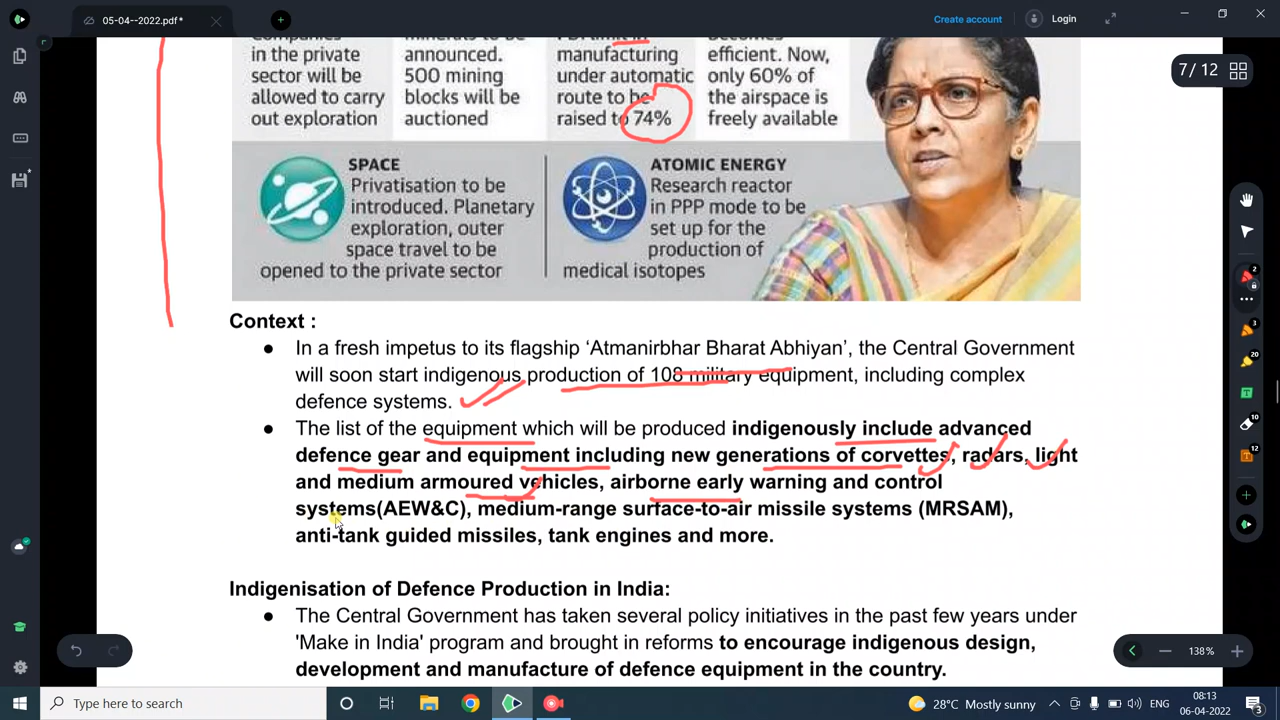 05-04--2022.pdf*
Create account
Login
7 / 12
in the private
sector will be
allowed to carry
out exploration
announced.
500 mining
blocks will be
auctioned
manufacturing
under automatic
route to be
raised to 74%
efficient. Now,
only 60% of
the airspace is
freely available
SPACE
Privatisation to be
introduced. Planetary
exploration, outer
space travel to be
opened to the private sector
ATOMIC ENERGY
Research reactor
in PPP mode to be
set up for the
production of
medical isotopes
Context :
● In a fresh impetus to its flagship ‘Atmanirbhar Bharat Abhiyan’, the Central Government
will soon start indigenous production of 108 military equipment, including complex
defence systems.
● The list of the equipment which will be produced indigenously include advanced
defence gear and equipment including new generations of corvettes, radars, light
and medium armoured vehicles, airborne early warning and control
systems(AEW&C), medium-range surface-to-air missile systems (MRSAM),
anti-tank guided missiles, tank engines and more.
Indigenisation of Defence Production in India:
● The Central Government has taken several policy initiatives in the past few years under
'Make in India' program and brought in reforms to encourage indigenous design,
development and manufacture of defence equipment in the country.
138%
2
3
20
10
12
Type here to search
28°C Mostly sunny
ENG
08:13
06-04-2022
3